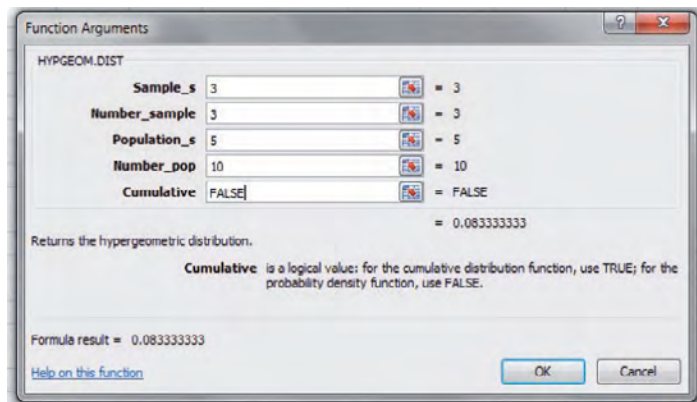 Function Arguments
HYPGEOM.DIST
Sample_s 3 = 3
Number_sample 3 = 3
Population_s 5 = 5
Number_pop 10 = 10
Cumulative FALSE = FALSE
= 0.083333333
Returns the hypergeometric distribution.
Cumulative is a logical value: for the cumulative distribution function, use TRUE; for the
probability density function, use FALSE.
Formula result = 0.083333333
Help on this function
OK Cancel